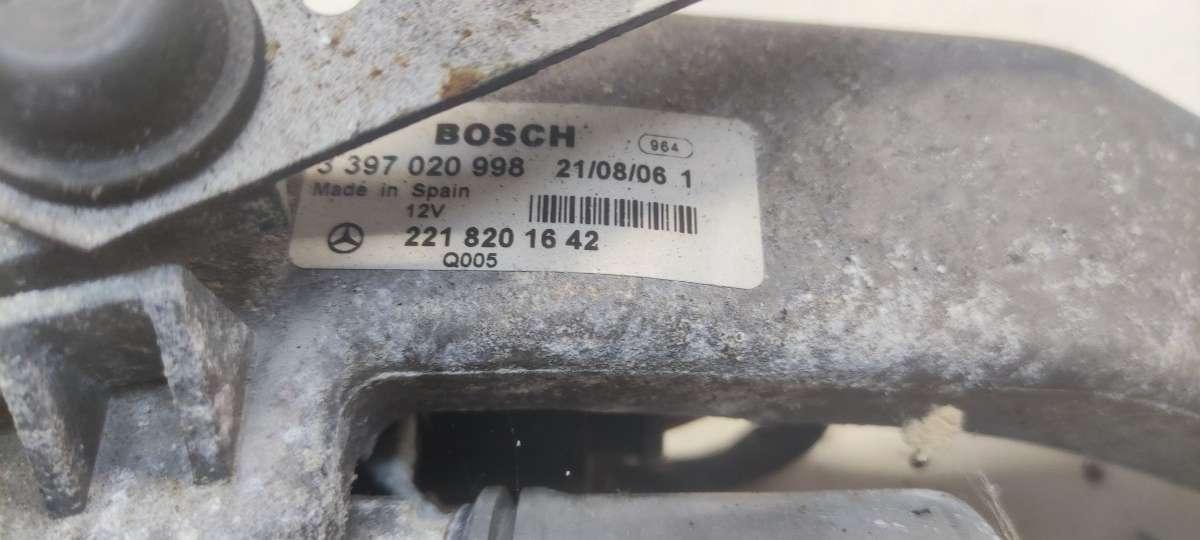 BOSCH 964
3 397 020 998 21/08/06 1
Made in Spain
12V
221 820 16 42
Q005